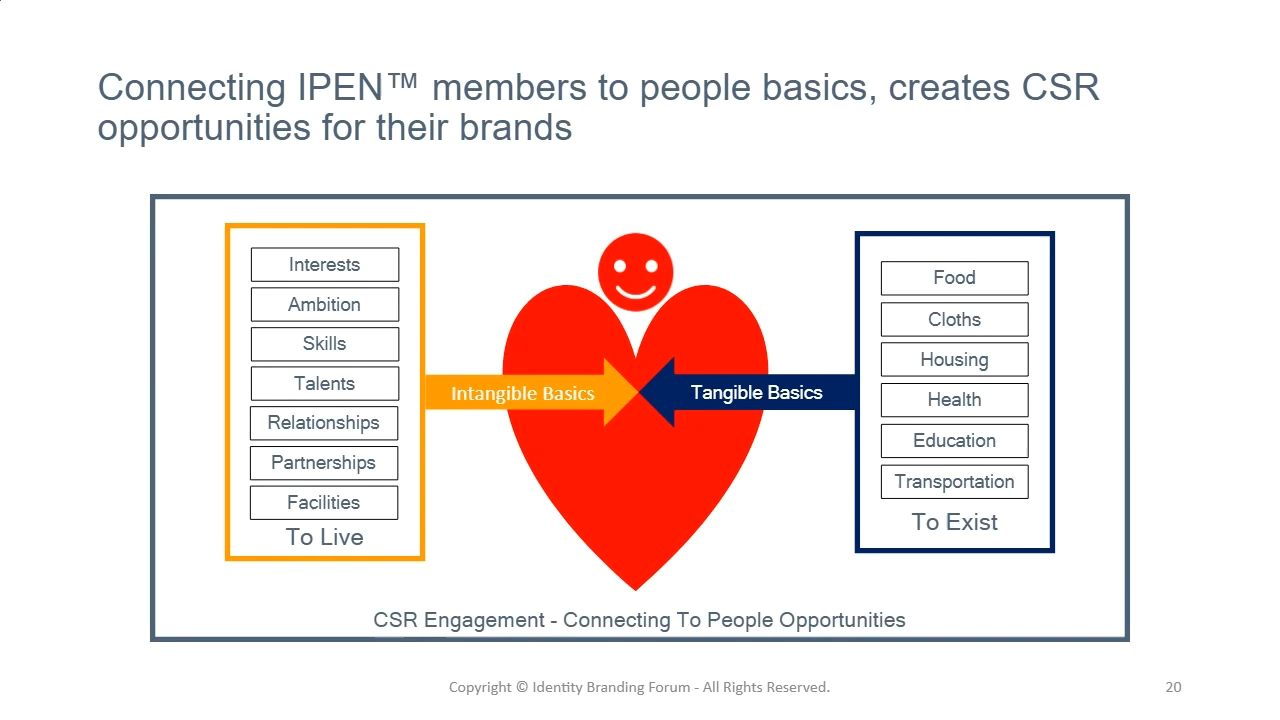 Connecting IPEN™ members to people basics, creates CSR
opportunities for their brands
Interests
Ambition
Skills
Talents
Relationships
Partnerships
Facilities
To Live
Intangible Basics
Tangible Basics
Food
Cloths
Housing
Health
Education
Transportation
To Exist
CSR Engagement - Connecting To People Opportunities
Copyright © Identity Branding Forum - All Rights Reserved.
20